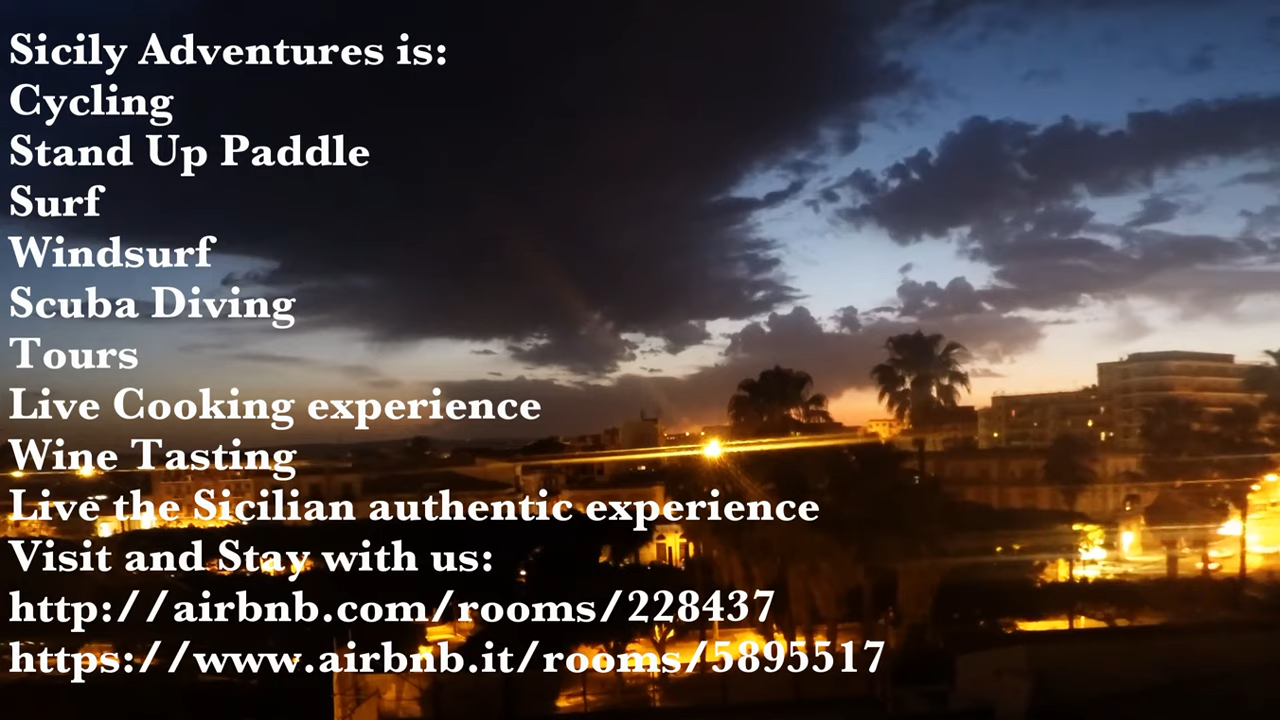 Sicily Adventures is:
Cycling
Stand Up Paddle
Surf
Windsurf
Scuba Diving
Tours
Live Cooking experience
Wine Tasting
Live the Sicilian authentic experience
Visit and Stay with us:
http://airbnb.com/rooms/228437
https://www.airbnb.it/rooms/5895517